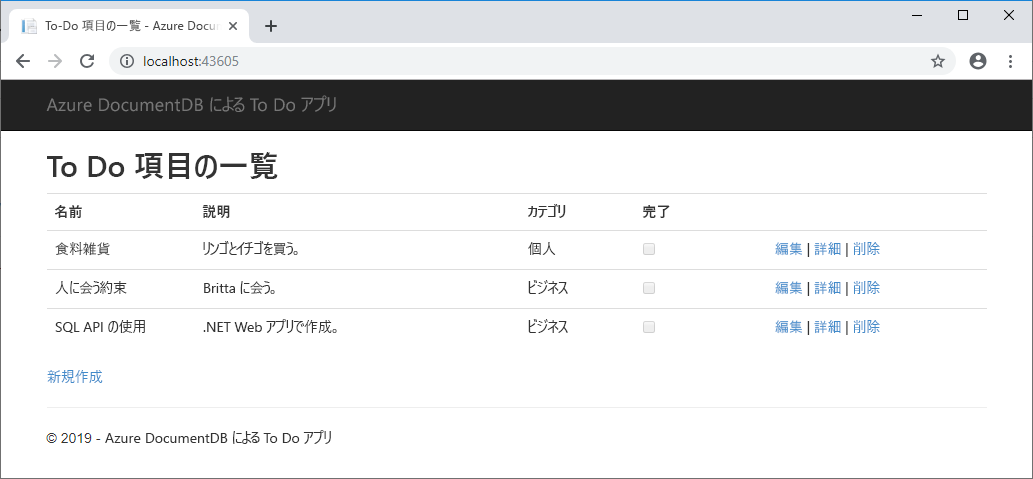 To-Do 項目の一覧 - Azure Docu
localhost:43605
Azure DocumentDB による To Do アプリ
To Do 項目の一覧
名前 説明 カテゴリ 完了
食料雑貨 リンゴとイチゴを買う。 個人 編集 | 詳細 | 削除
人に会う約束 Britta に会う。 ビジネス 編集 | 詳細 | 削除
SQL API の使用 .NET Web アプリで作成。 ビジネス 編集 | 詳細 | 削除
新規作成
© 2019 - Azure DocumentDB による To Do アプリ